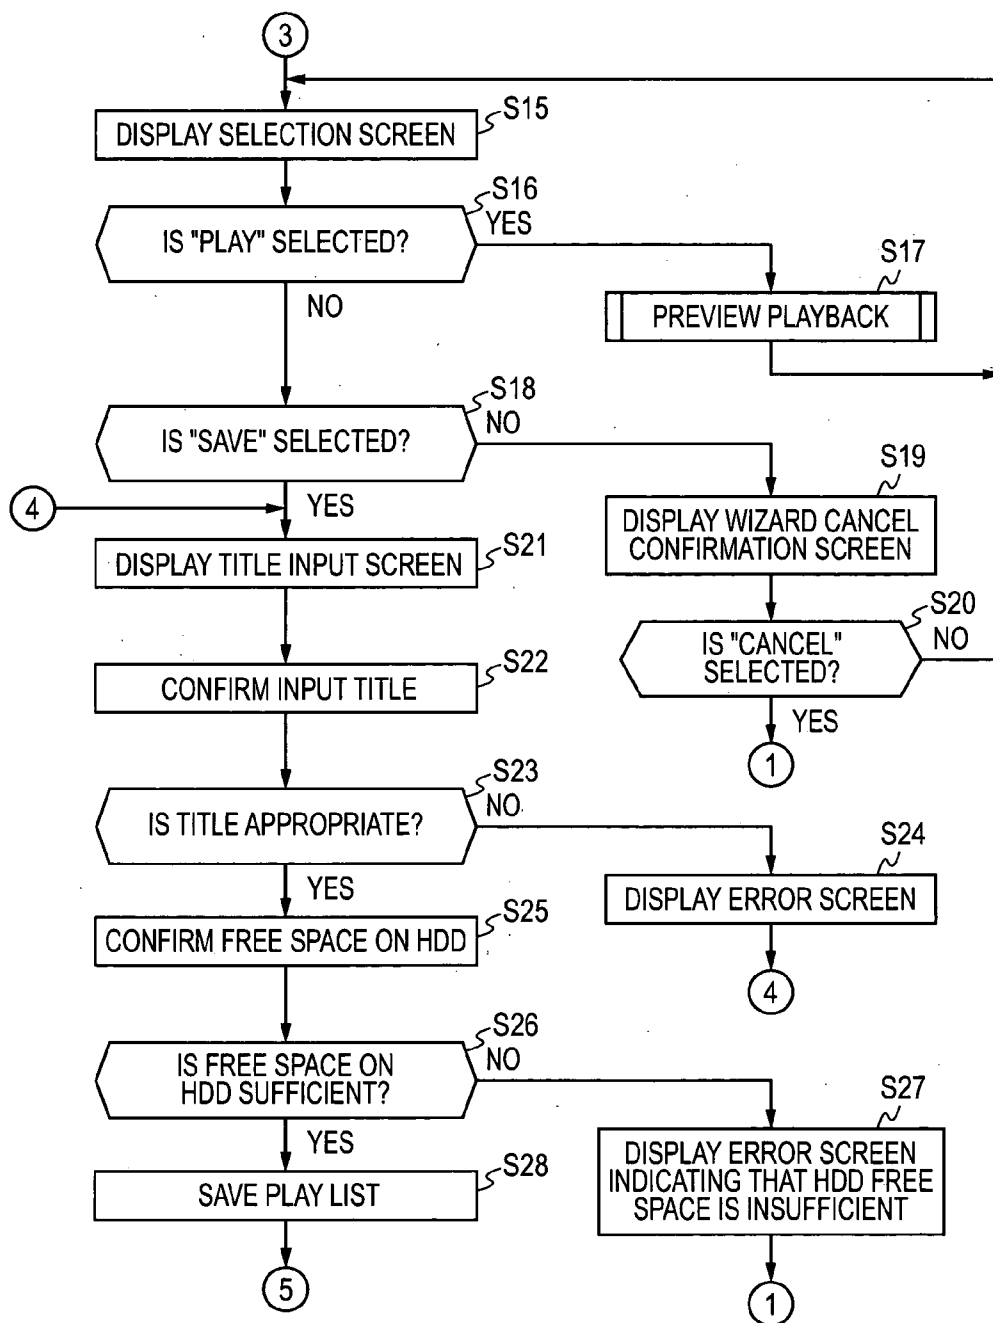 3
S15
DISPLAY SELECTION SCREEN
S16
IS "PLAY" SELECTED?
YES
NO
S17
PREVIEW PLAYBACK
S18
IS "SAVE" SELECTED?
NO
YES
4
S19
DISPLAY WIZARD CANCEL
CONFIRMATION SCREEN
S21
DISPLAY TITLE INPUT SCREEN
S20
IS "CANCEL"
SELECTED?
NO
YES
1
S22
CONFIRM INPUT TITLE
S23
IS TITLE APPROPRIATE?
NO
YES
S24
DISPLAY ERROR SCREEN
4
S25
CONFIRM FREE SPACE ON HDD
S26
IS FREE SPACE ON
HDD SUFFICIENT?
NO
YES
S27
DISPLAY ERROR SCREEN
INDICATING THAT HDD FREE
SPACE IS INSUFFICIENT
1
S28
SAVE PLAY LIST
5